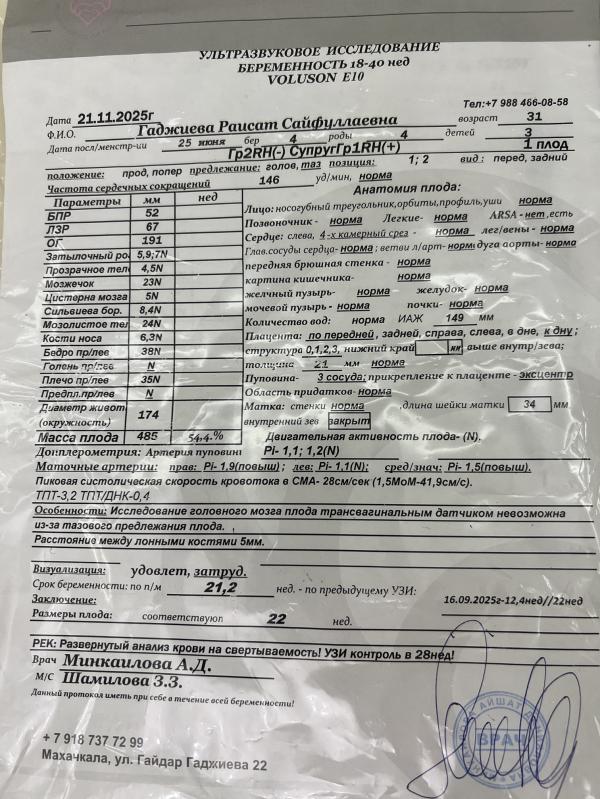 УЛЬТРАЗВУКОВОЕ ИССЛЕДОВАНИЕ
БЕРЕМЕННОСТЬ 18-40 нед
VOLUSON E10
Тел:+7 988 466-08-58
Дата 21.11.2025г
Ф.И.О. Гаджиева Раисат Сайфуллаевна возраст 31
Дата посл/менстр-ии 25 июня бер 4 роды 4 детей 3
Гр2RH(-) СупругГр1RH(+) 1 плод
положение: прод, попер предлежание: голов, таз позиция: 1; 2 вид: перед, задний
Частота сердечных сокращений 146 уд/мин, норма
Параметры мм нед
БПР 52
ЛЗР 67
ОГ 191
Затылочный ро 5,9;7N
Прозрачное тел 4,5N
Мозжечок 23N
Цистерна мозга 5N
Сильвиева бор. 8,4N
Мозолистое тел 24N
Кости носа 6,3N
Бедро пр/лев 38N
Голень пр/лев N
Плечо пр/лев 35N
Предпл.пр/лев N
Диаметр живот (окружность) 174
Масса плода 485 54,4.%
Анатомия плода:
Лицо: носогубный треугольник,орбиты,профиль,уши норма
Позвоночник - норма Легкие- норма ARSA- нет ,есть
Сердце: слева, 4-х камерный срез - норма лег/вены - норма
Глав.сосуды сердца- норма ; ветви л/арт- норма дуга аорты- норма
передняя брюшная стенка - норма
картина кишечника- норма
желчный пузырь- норма желудок- норма
мочевой пузырь - норма почки- норма
Количество вод: норма ИАЖ 149 мм
Плацента: по передней, задней, справа, слева, в дне, к дну;
структура 0,1,2,3, нижний край мм выше внутр/зева;
толщина 21 мм норма
Пуповина- 3 сосуда; прикрепление к плаценте - эксцентр
Область придатков- норма
Матка: стенки норма ,длина шейки матки 34 мм
внутренний зев закрыт
Двигательная активность плода- (N).
Допплерометрия: Артерия пуповин Pi- 1,1; 1,2(N)
Маточные артерии: прав: Pi- 1,9(повыш) ; лев: Pi- 1,1(N); сред/знач: Pi- 1,5(повыш).
Пиковая систолическая скорость кровотока в СМА- 28см/сек (1,5МоМ-41,9см/с).
ТПТ-3,2 ТПТ/ДНК-0,4
Особенности: Исследование головного мозга плода трансвагинальным датчиком невозможна
из-за тазового предлежания плода.
Расстояние между лонными костями 5мм.
Визуализация: удовлет, затруд.
Срок беременности: по п/м 21,2 нед. - по предыдущему УЗИ: 16.09.2025г-12,4нед//22нед
Заключение:
Размеры плода: соответствуют 22 нед.
РЕК: Развернутый анализ крови на свертываемость! УЗИ контроль в 28нед!
Врач Минкаилова А.Д.
М/С Шамилова З.З.
Данный протокол иметь при себе в течение всей беременности!
+ 7 918 737 72 99
Махачкала, ул. Гайдар Гаджиева 22
ВРАЧ